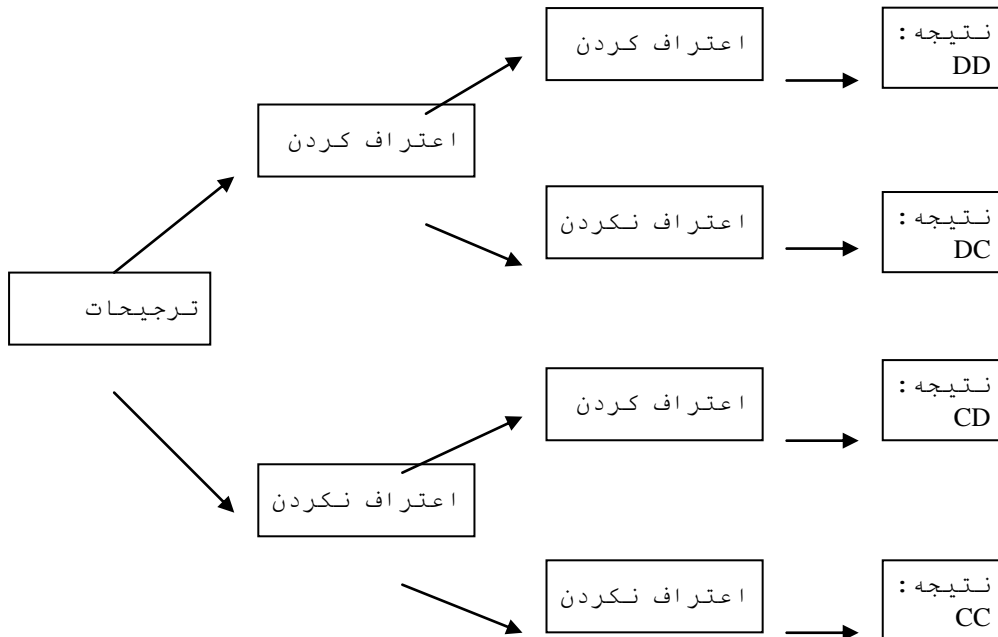 اعتراف کردن
نتیجه:
DD
اعتراف کردن
اعتراف نکردن
نتیجه:
DC
ترجیحات
اعتراف کردن
نتیجه:
CD
اعتراف نکردن
اعتراف نکردن
نتیجه:
CC